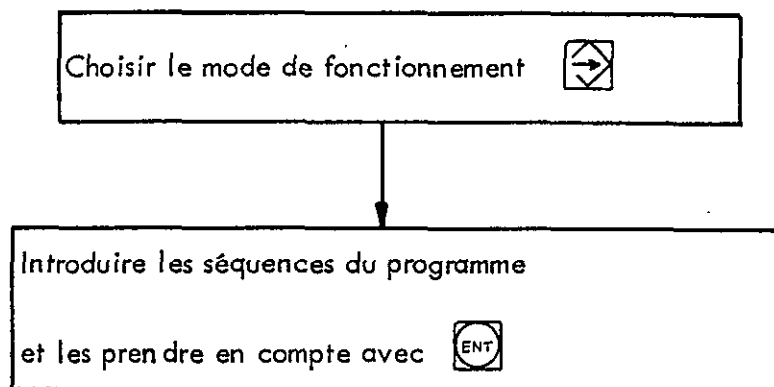 Choisir le mode de fonctionnement
Introduire les séquences du programme
et les prendre en compte avec ENT